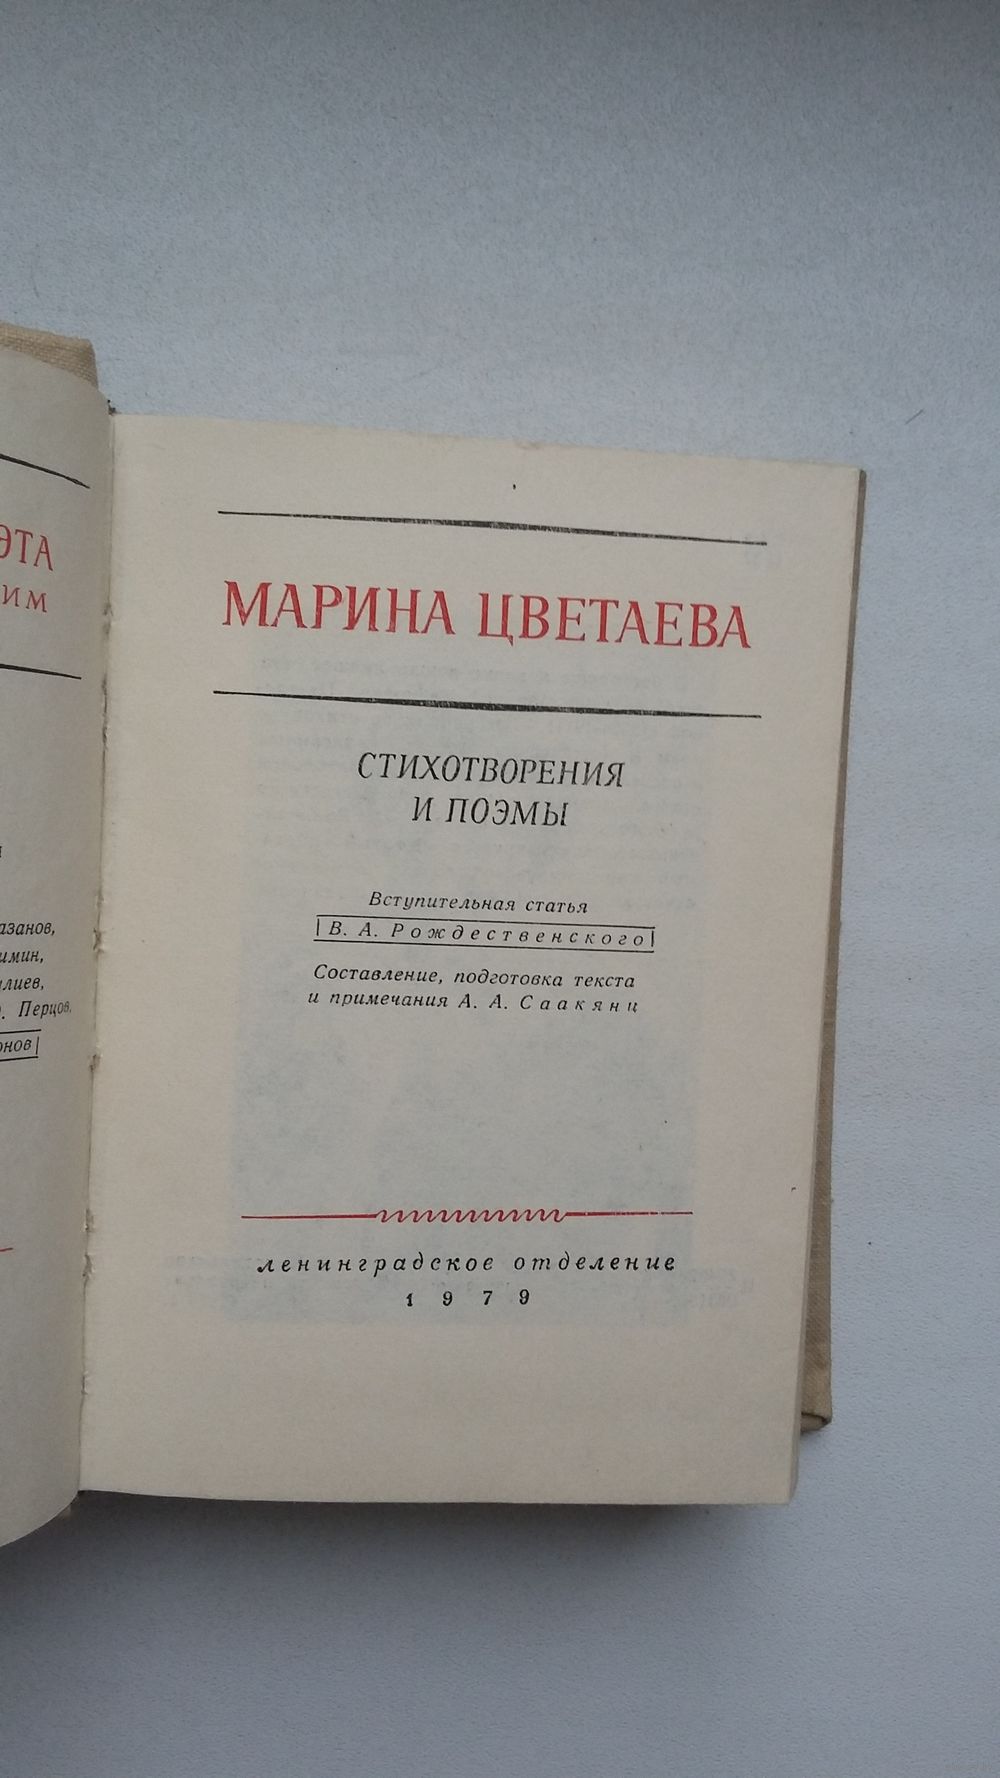 ЭТА
ИМ
азанов,
имин,
лиев,
. Перцов,
онов
МАРИНА ЦВЕТАЕВА
СТИХОТВОРЕНИЯ
И ПОЭМЫ
Вступительная статья
В. А. Рождественского
Составление, подготовка текста
и примечания А. А. Саакянц
ленинградское отделение
1979